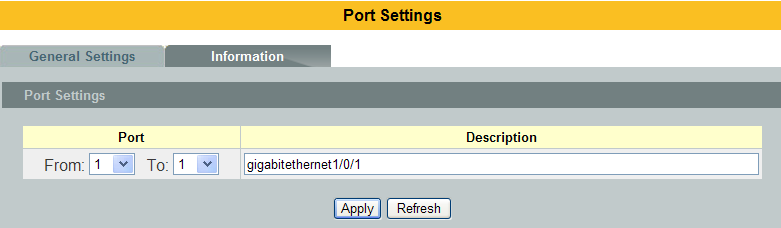 Port Settings
General Settings Information
Port Settings
Port Description
From: 1 To: 1 gigabitethernet1/0/1
Apply Refresh